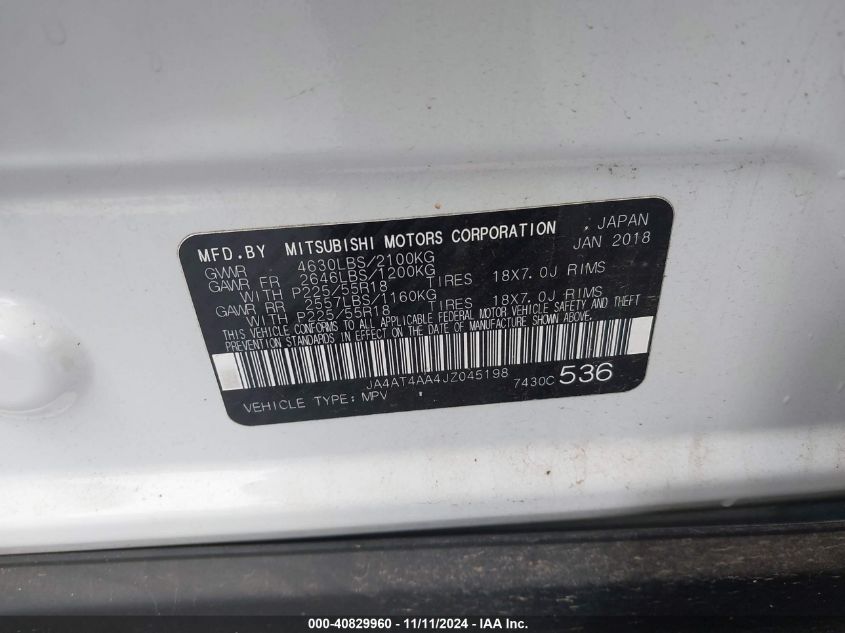 MFD.BY MITSUBISHI MOTORS CORPORATION , JAPAN
JAN 2018
GVWR 4630LBS/2100KG
GAWR FR 2646LBS/1200KG
WITH P225/55R18 TIRES 18X7.0J RIMS
GAWR RR 2557LBS/1160KG
WITH P225/55R18 TIRES 18X7.0J RIMS
THIS VEHICLE CONFORMS TO ALL APPLICABLE FEDERAL MOTOR VEHICLE SAFETY AND THEFT
PREVENTION STANDARDS IN EFFECT ON THE DATE OF MANUFACTURE SHOWN ABOVE.
JA4AT4AA4JZ045198 7430C 536
VEHICLE TYPE: MPV
000-40829960 - 11/11/2024 - IAA Inc.